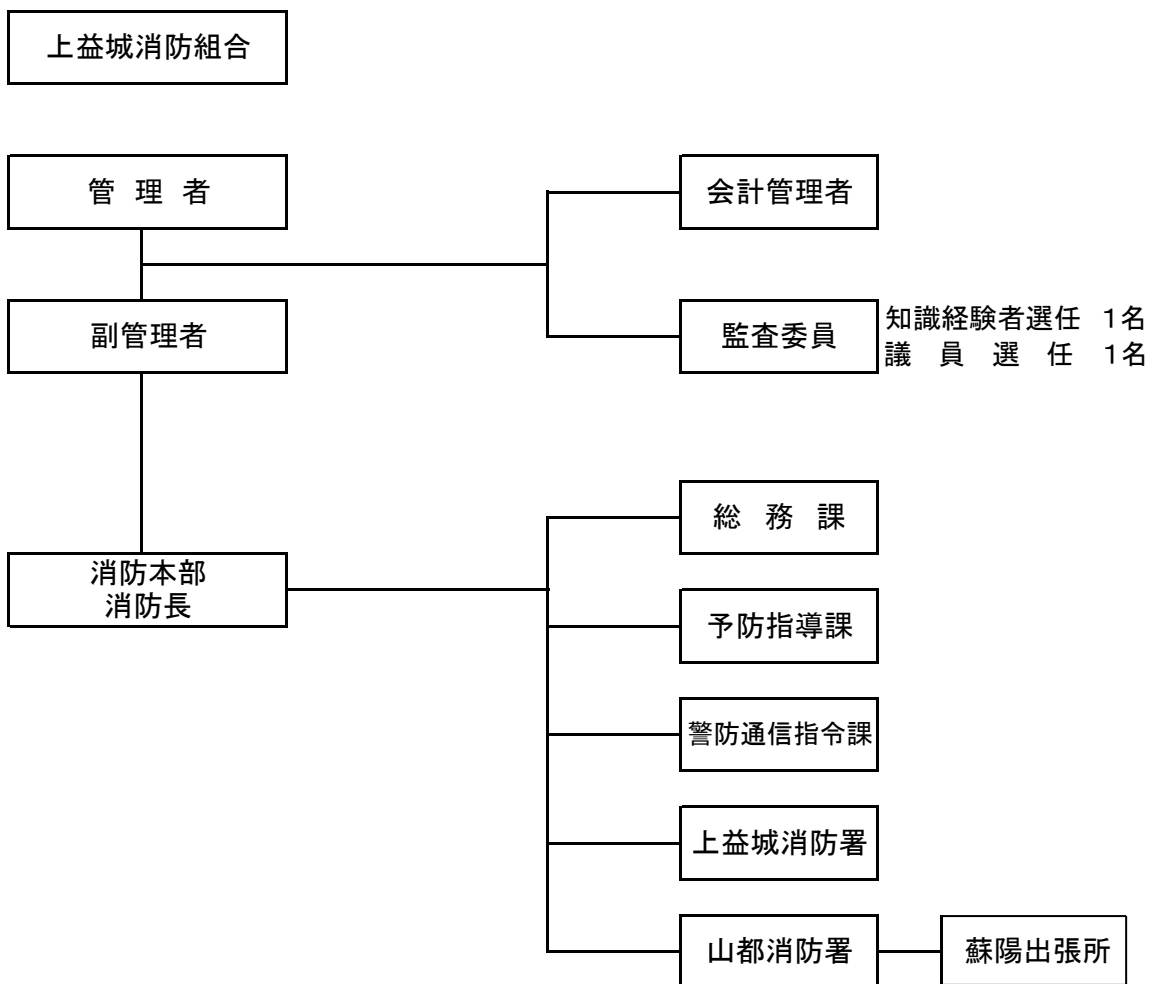 上益城消防組合
管 理 者
会計管理者
副管理者
監査委員
知識経験者選任 1名
議 員 選 任 1名
消防本部
消防長
総 務 課
予防指導課
警防通信指令課
上益城消防署
山都消防署
蘇陽出張所